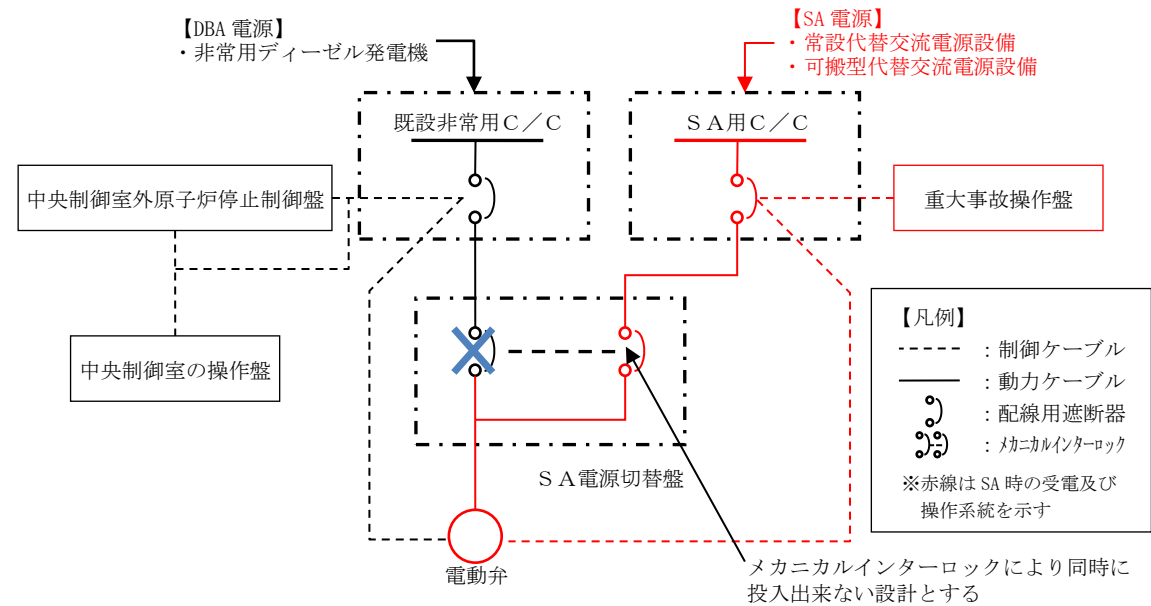 【DBA 電源】
・非常用ディーゼル発電機
【SA 電源】
・常設代替交流電源設備
・可搬型代替交流電源設備
既設非常用Ｃ／Ｃ
ＳＡ用Ｃ／Ｃ
中央制御室外原子炉停止制御盤
重大事故操作盤
中央制御室の操作盤
【凡例】
：制御ケーブル
：動力ケーブル
：配線用遮断器
：ﾒｶﾆｶﾙｲﾝﾀｰﾛｯｸ
※赤線は SA 時の受電及び
操作系統を示す
ＳＡ電源切替盤
電動弁
メカニカルインターロックにより同時に
投入出来ない設計とする